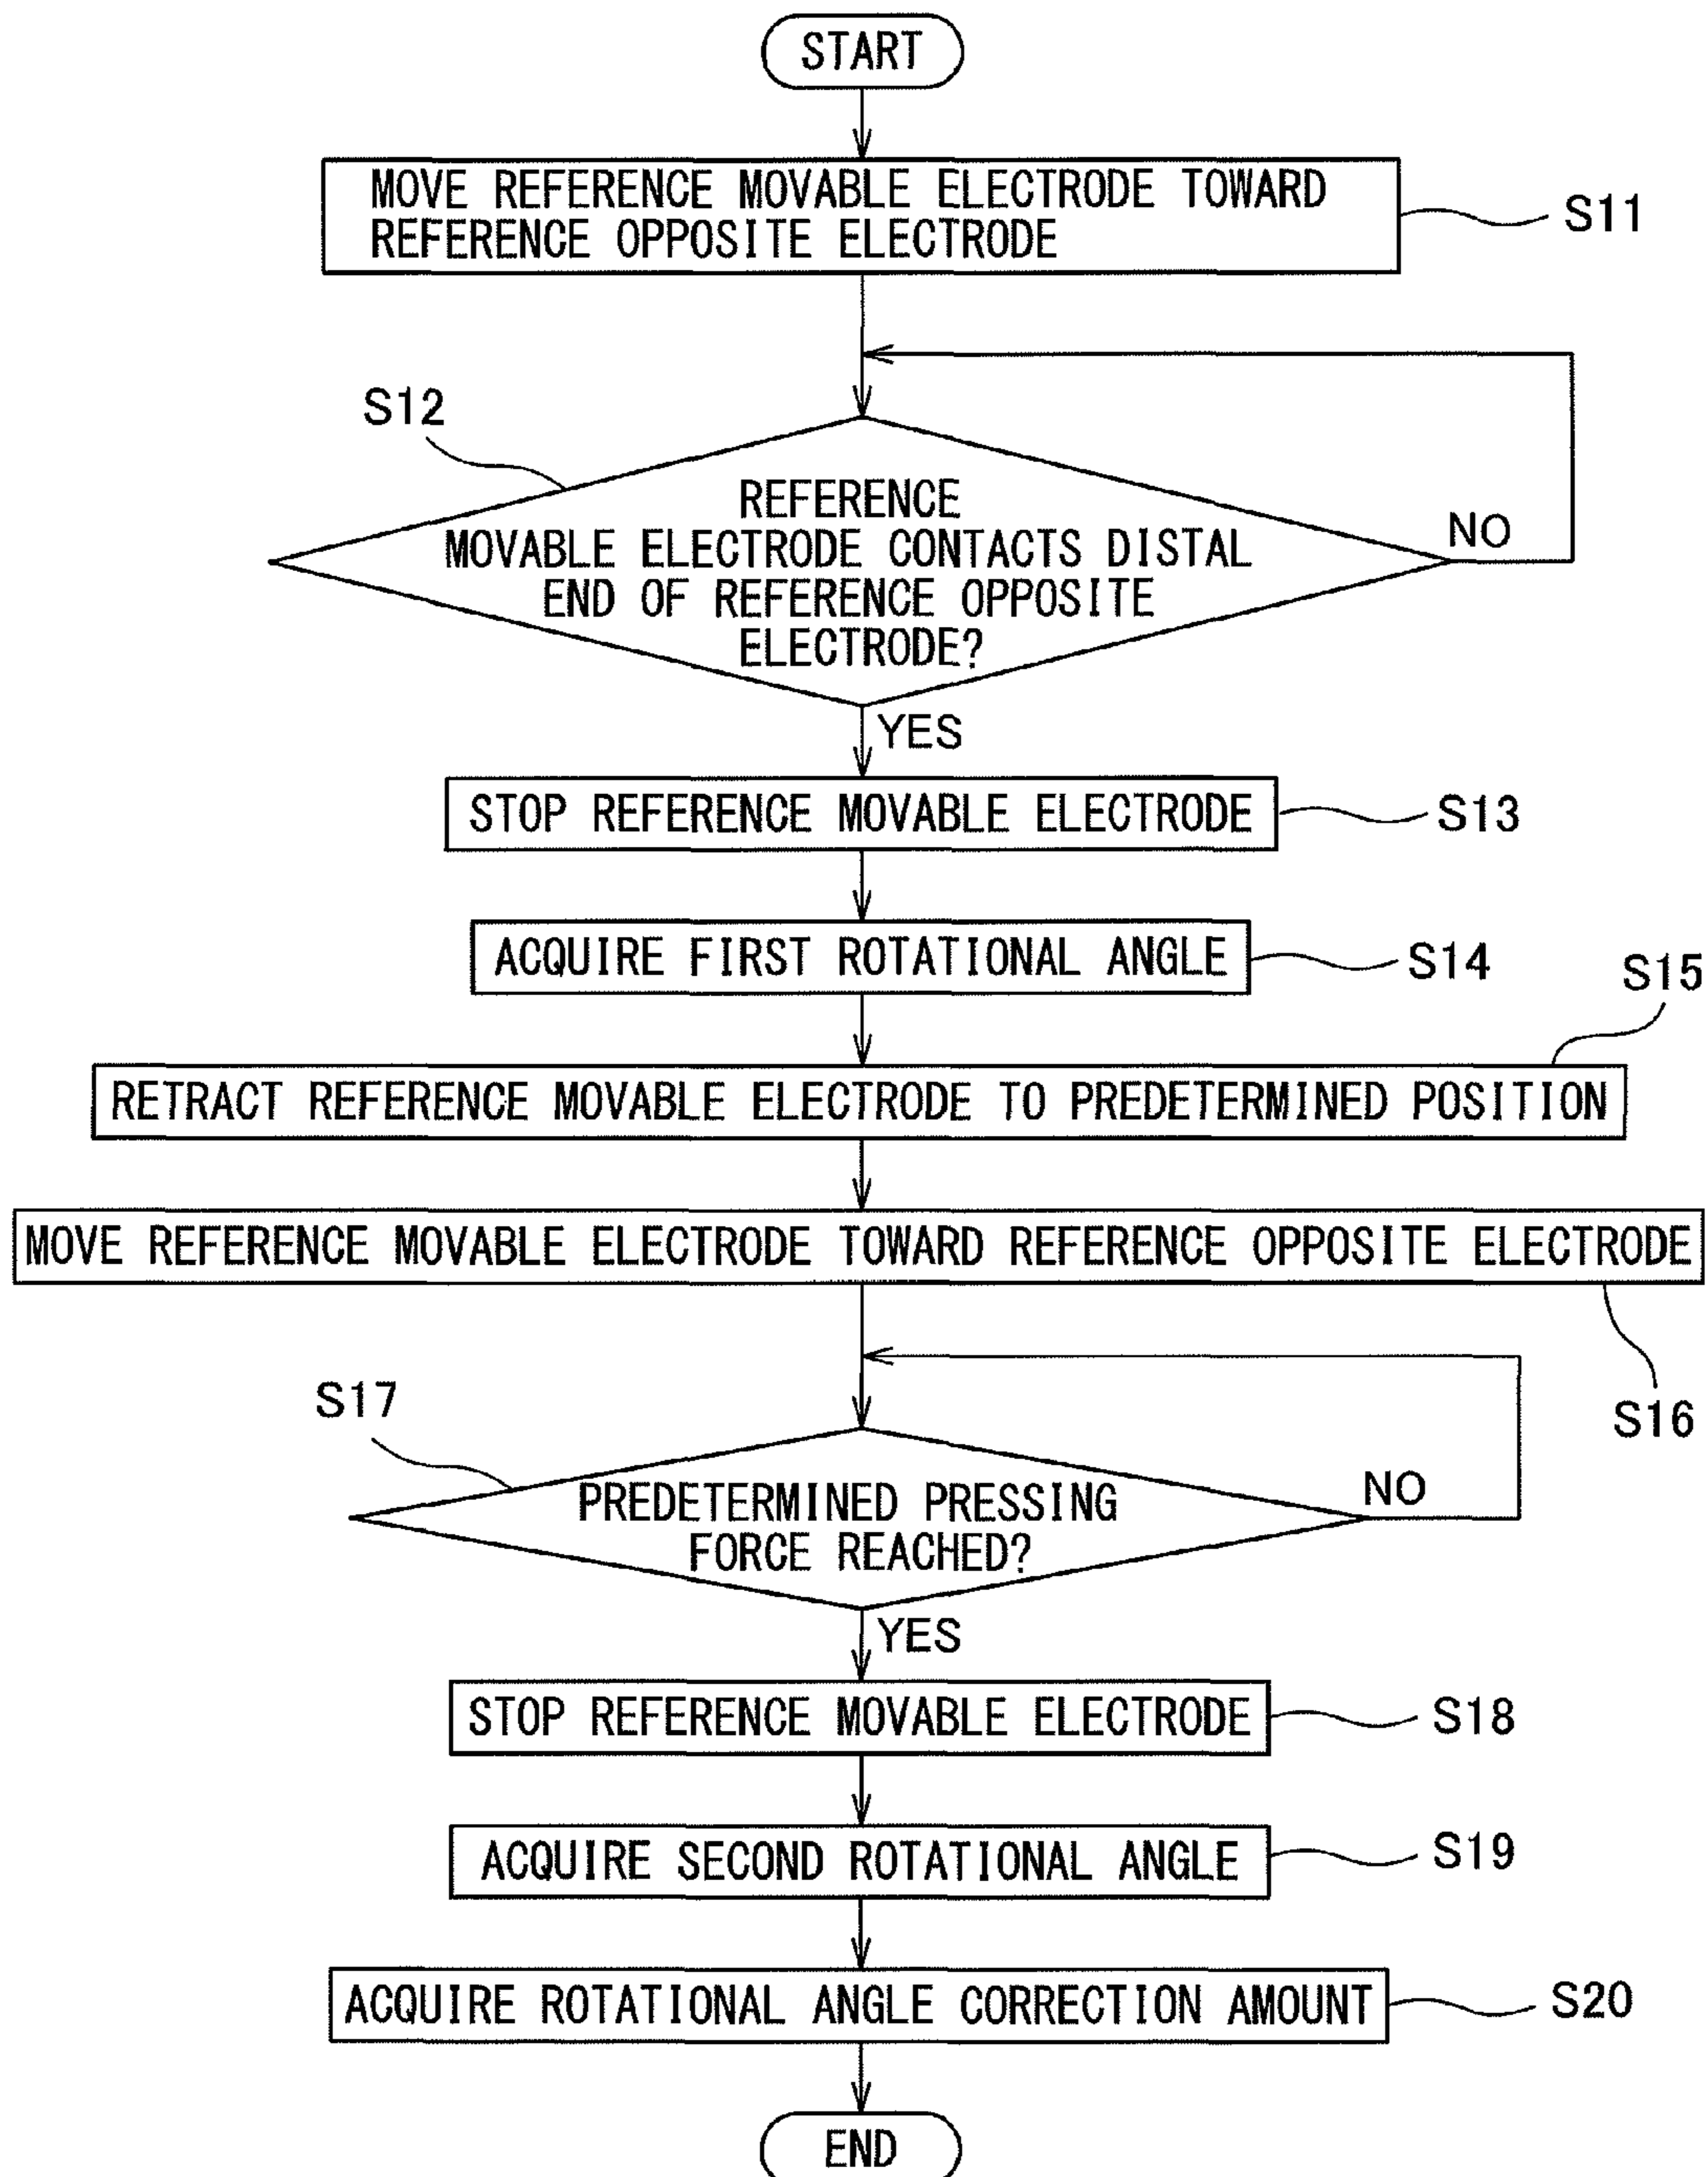 START
MOVE REFERENCE MOVABLE ELECTRODE TOWARD
REFERENCE OPPOSITE ELECTRODE
S11
S12
REFERENCE
MOVABLE ELECTRODE CONTACTS DISTAL
END OF REFERENCE OPPOSITE
ELECTRODE?
NO
YES
STOP REFERENCE MOVABLE ELECTRODE
S13
ACQUIRE FIRST ROTATIONAL ANGLE
S14
S15
RETRACT REFERENCE MOVABLE ELECTRODE TO PREDETERMINED POSITION
MOVE REFERENCE MOVABLE ELECTRODE TOWARD REFERENCE OPPOSITE ELECTRODE
S16
S17
PREDETERMINED PRESSING
FORCE REACHED?
NO
YES
STOP REFERENCE MOVABLE ELECTRODE
S18
ACQUIRE SECOND ROTATIONAL ANGLE
S19
ACQUIRE ROTATIONAL ANGLE CORRECTION AMOUNT
S20
END